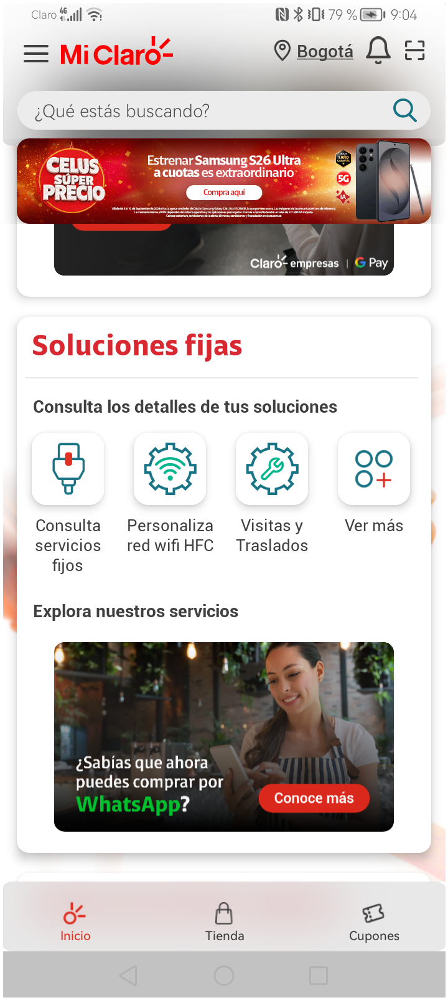 Claro 4G 79 % 9:04
Mi Claro
Bogotá
¿Qué estás buscando?
CELUS
SÚPER
PRECIO
Estrenar Samsung S26 Ultra
a cuotas es extraordinario
Compra aquí
1 AÑO
GARANTÍA
5G
IA
Claro empresas | G Pay
Soluciones fijas
Consulta los detalles de tus soluciones
Consulta
servicios
fijos
Personaliza
red wifi HFC
Visitas y
Traslados
Ver más
Explora nuestros servicios
¿Sabías que ahora
puedes comprar por
WhatsApp?
Conoce más
Inicio
Tienda
Cupones